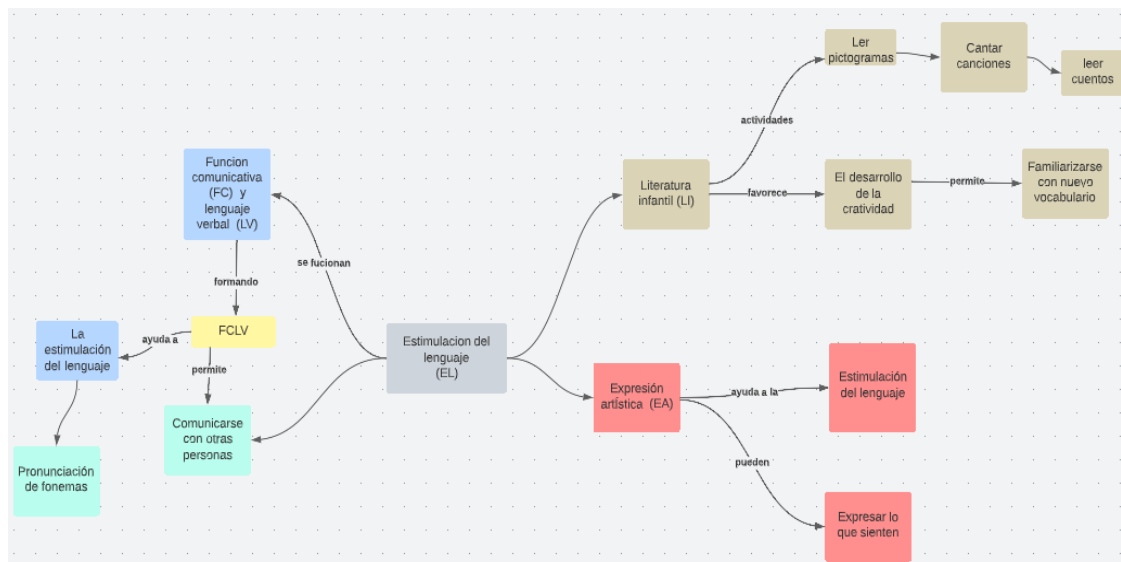 Ler
pictogramas
Cantar
canciones
leer
cuentos
actividades
Funcion
comunicativa
(FC) y
lenguaje
verbal (LV)
Literatura
infantil (LI)
favorece
El desarrollo
de la
cratividad
permite
Familiarizarse
con nuevo
vocabulario
se fucionan
formando
La
estimulación
del lenguaje
ayuda a
FCLV
permite
Estimulacion del
lenguaje
(EL)
Comunicarse
con otras
personas
Pronunciación
de fonemas
Expresión
artística (EA)
ayuda a la
Estimulación
del lenguaje
pueden
Expresar lo
que sienten